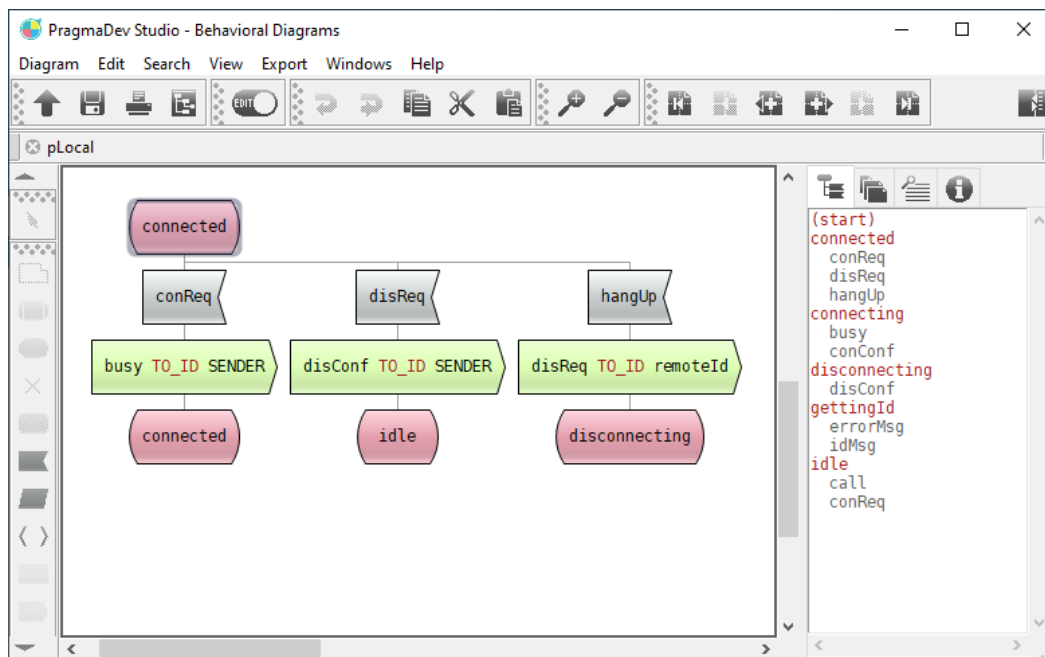 PragmaDev Studio - Behavioral Diagrams
Diagram Edit Search View Export Windows Help
EDIT
pLocal
connected
conReq disReq hangUp
busy TO_ID SENDER disConf TO_ID SENDER disReq TO_ID remoteId
connected idle disconnecting
(start)
connected
conReq
disReq
hangUp
connecting
busy
conConf
disconnecting
disConf
gettingId
errorMsg
idMsg
idle
call
conReq